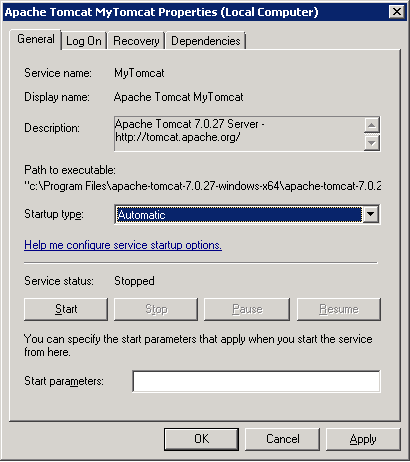 Apache Tomcat MyTomcat Properties (Local Computer)
General Log On Recovery Dependencies
Service name: MyTomcat
Display name: Apache Tomcat MyTomcat
Description: Apache Tomcat 7.0.27 Server -
http://tomcat.apache.org/
Path to executable:
"c:\Program Files\apache-tomcat-7.0.27-windows-x64\apache-tomcat-7.0.2
Startup type: Automatic
Help me configure service startup options.
Service status: Stopped
Start Stop Pause Resume
You can specify the start parameters that apply when you start the service
from here.
Start parameters:
OK Cancel Apply